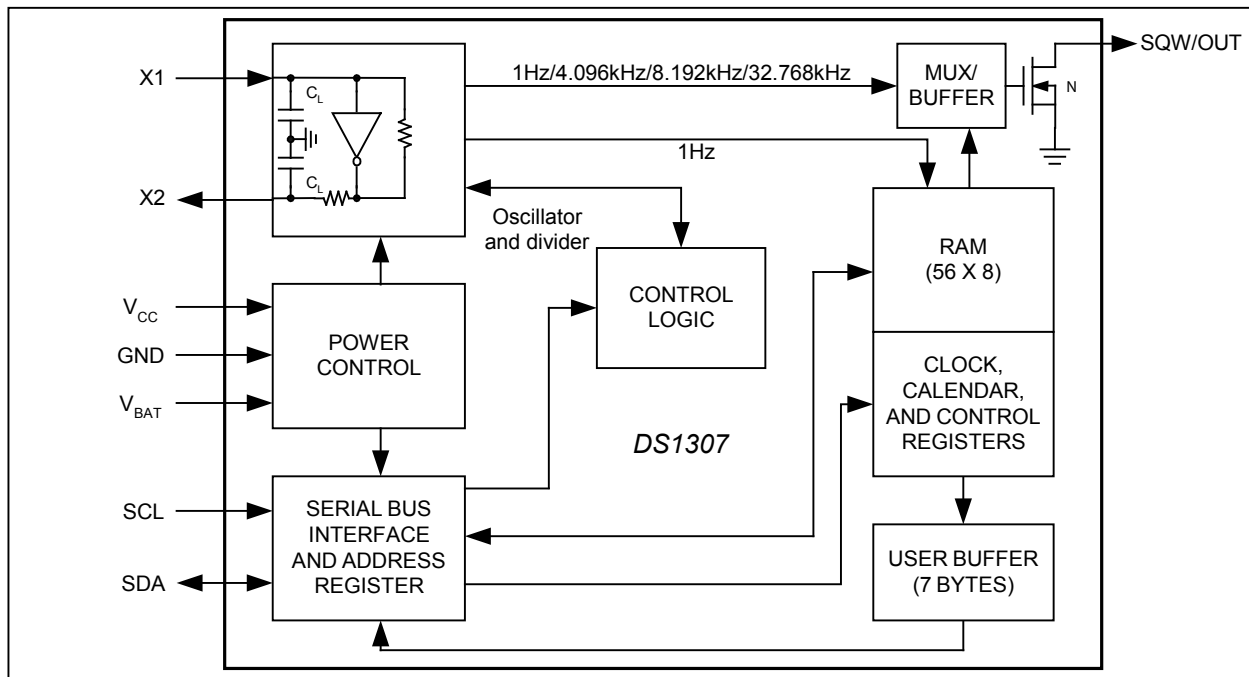 X1
X2
V_CC
GND
V_BAT
SCL
SDA
C_L
C_L
1Hz/4.096kHz/8.192kHz/32.768kHz
1Hz
Oscillator
and divider
MUX/
BUFFER
N
SQW/OUT
POWER
CONTROL
CONTROL
LOGIC
RAM
(56 X 8)
CLOCK,
CALENDAR,
AND CONTROL
REGISTERS
DS1307
SERIAL BUS
INTERFACE
AND ADDRESS
REGISTER
USER BUFFER
(7 BYTES)